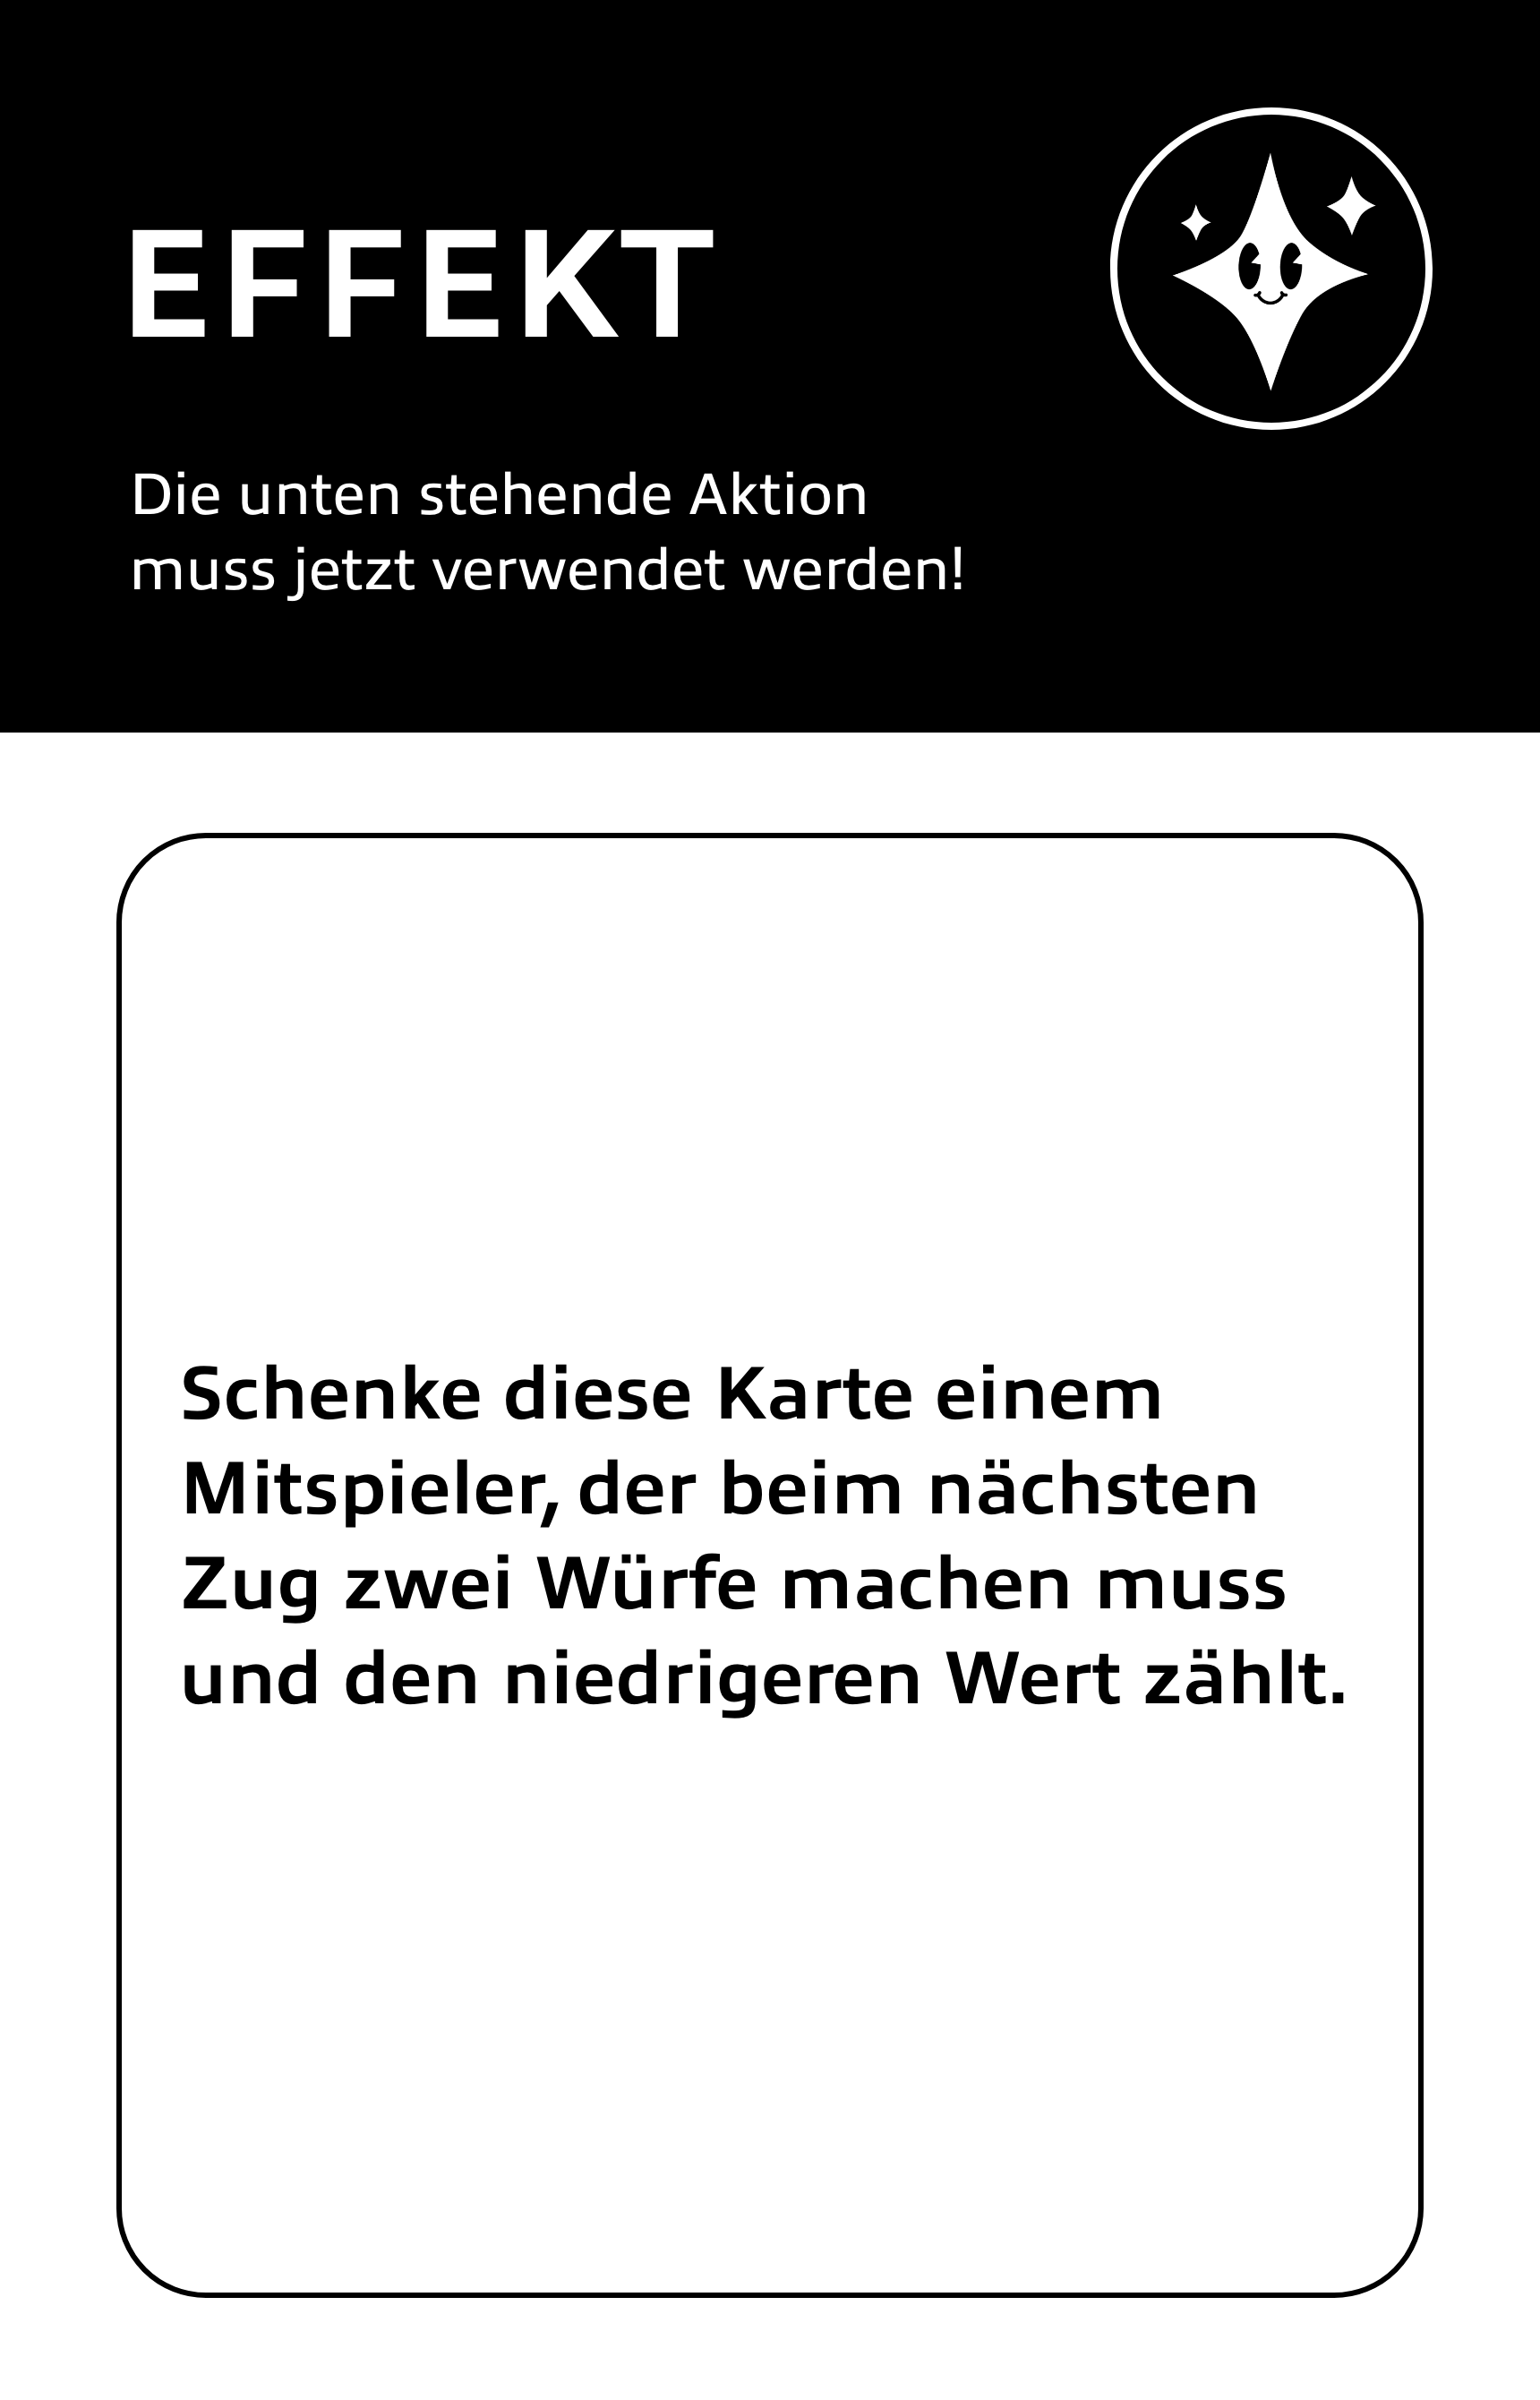 EFFEKT
Die unten stehende Aktion
muss jetzt verwendet werden!
Schenke diese Karte einem
Mitspieler, der beim nächsten
Zug zwei Würfe machen muss
und den niedrigeren Wert zählt.